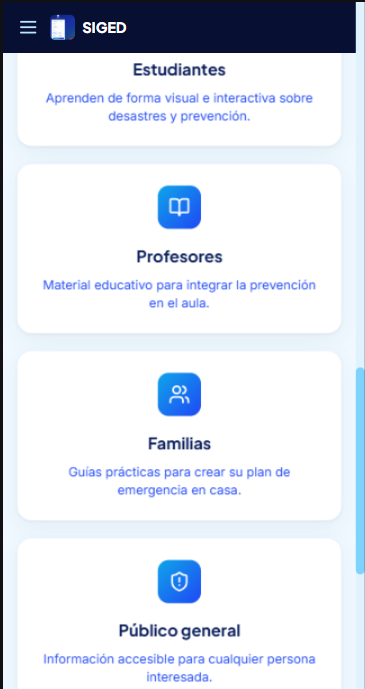 SIGED
Estudiantes
Aprenden de forma visual e interactiva sobre
desastres y prevención.
Profesores
Material educativo para integrar la prevención
en el aula.
Familias
Guías prácticas para crear su plan de
emergencia en casa.
Público general
Información accesible para cualquier persona
interesada.